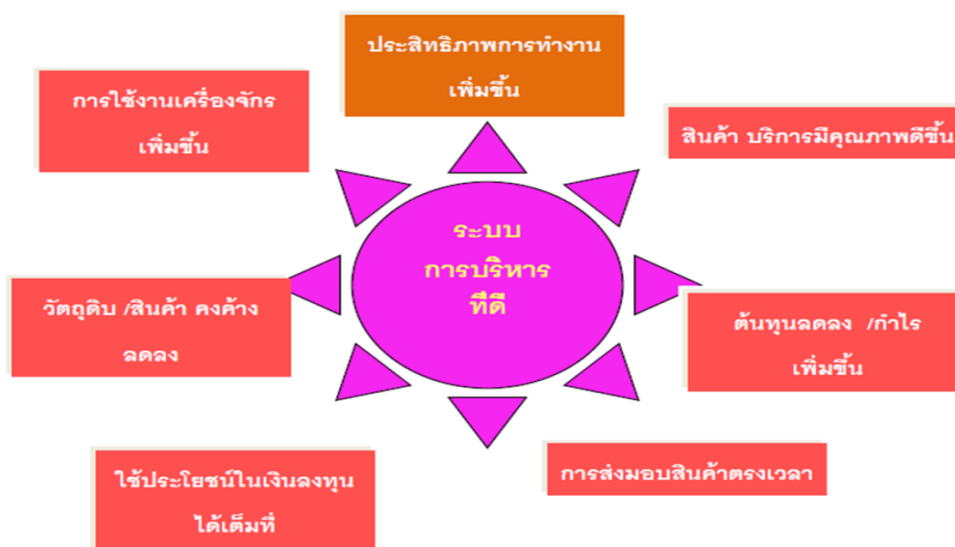 ประสิทธิภาพการทำงาน
เพิ่มขึ้น
การใช้งานเครื่องจักร
เพิ่มขึ้น
สินค้า บริการมีคุณภาพดีขึ้น
ระบบ
การบริหาร
ที่ดี
วัตถุดิบ /สินค้า คงค้าง
ลดลง
ต้นทุนลดลง /กำไร
เพิ่มขึ้น
ใช้ประโยชน์ในเงินลงทุน
ได้เต็มที่
การส่งมอบสินค้าตรงเวลา